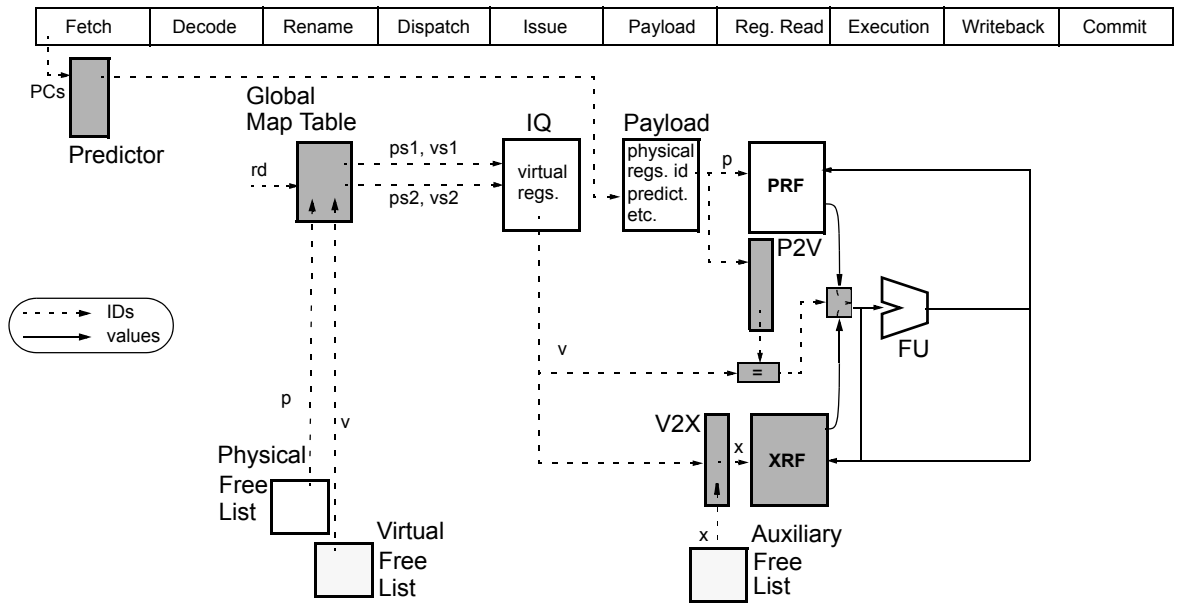 Fetch
Decode
Rename
Dispatch
Issue
Payload
Reg. Read
Execution
Writeback
Commit
PCs
Predictor
Global
Map Table
rd
ps1, vs1
ps2, vs2
IQ
virtual
regs.
Payload
physical
regs. id
predict.
etc.
p
PRF
P2V
IDs
values
FU
v
=
p
v
V2X
x
XRF
Physical
Free
List
Virtual
Free
List
x
Auxiliary
Free
List